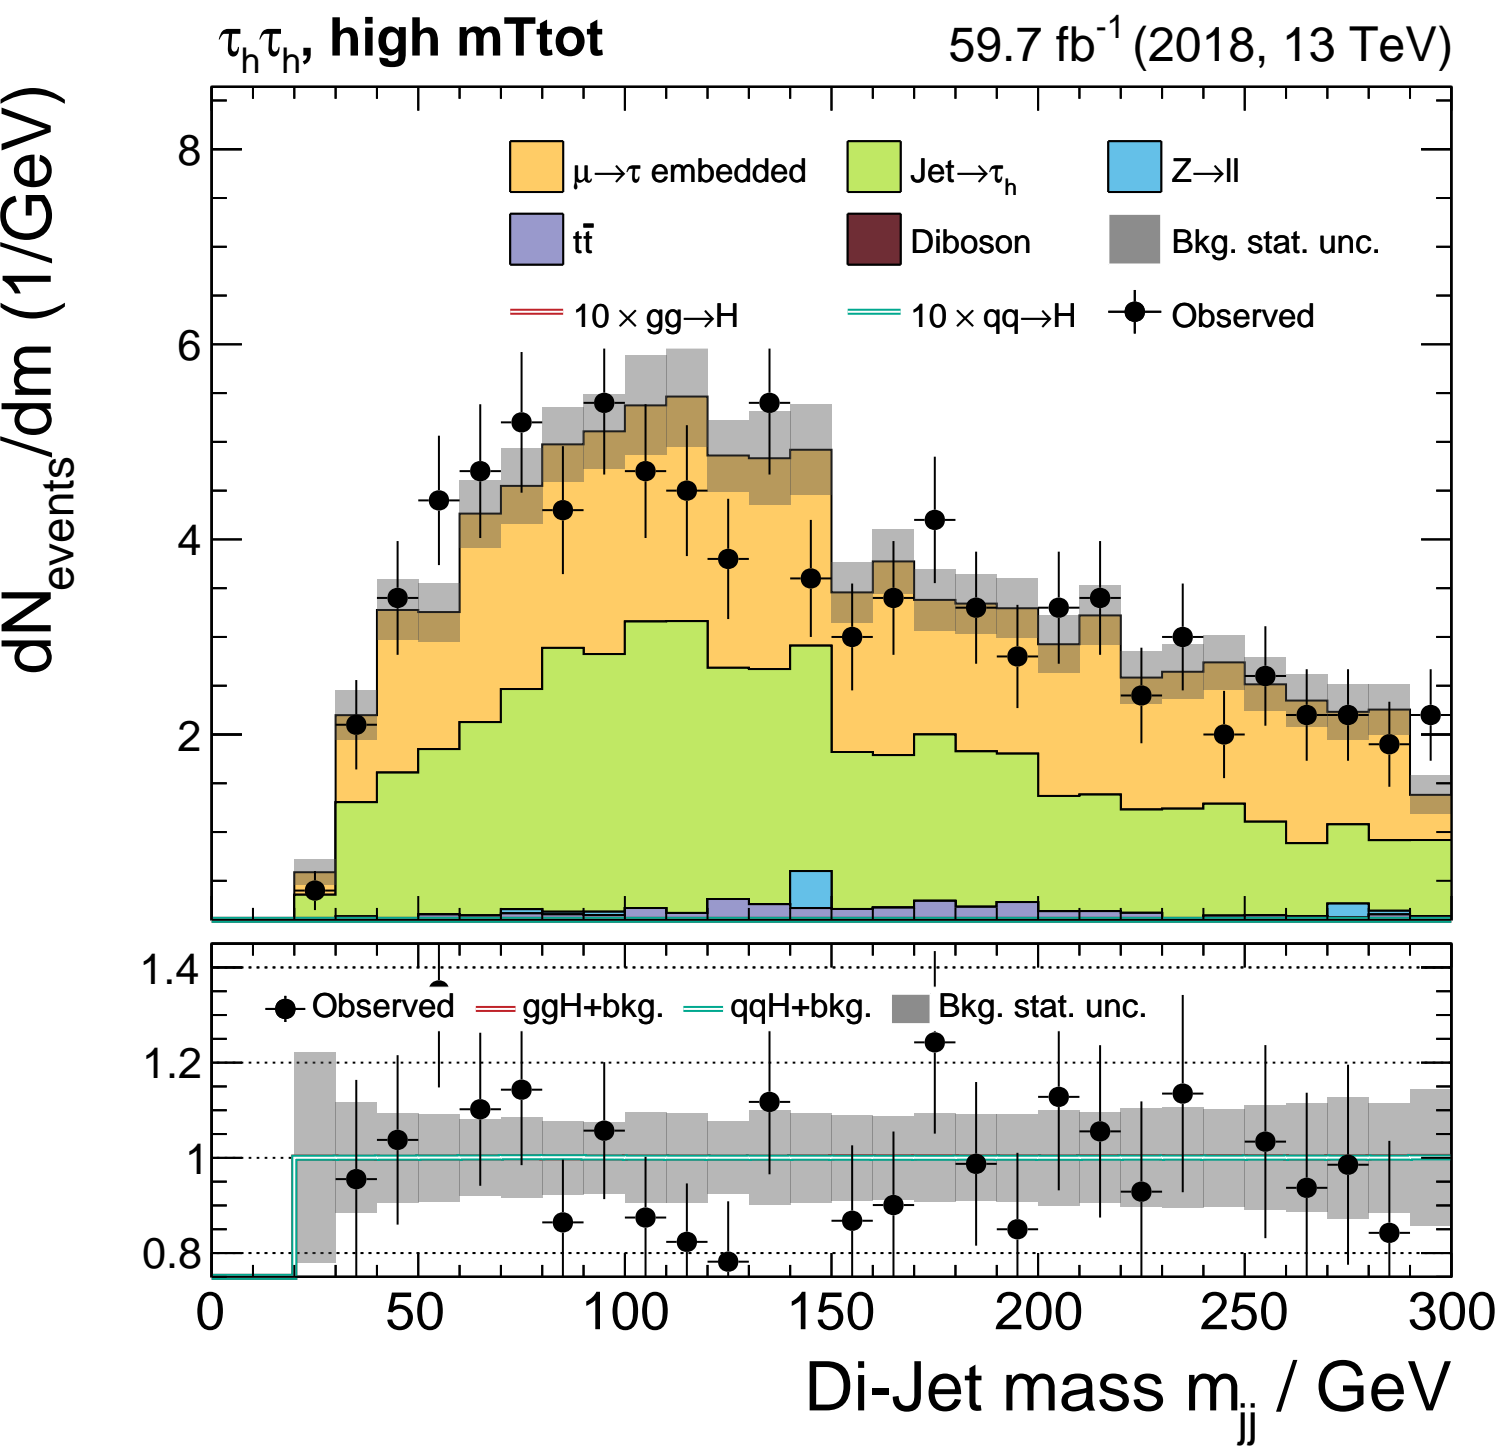 τhτh, high mTtot 59.7 fb-1 (2018, 13 TeV)
dNevents/dm (1/GeV)
8
6
4
2
μ→τ embedded Jet→τh Z→ll
tt̄ Diboson Bkg. stat. unc.
10 × gg→H 10 × qq→H Observed
1.4
1.2
1
0.8
Observed ggH+bkg. qqH+bkg. Bkg. stat. unc.
0 50 100 150 200 250 300
Di-Jet mass mjj / GeV